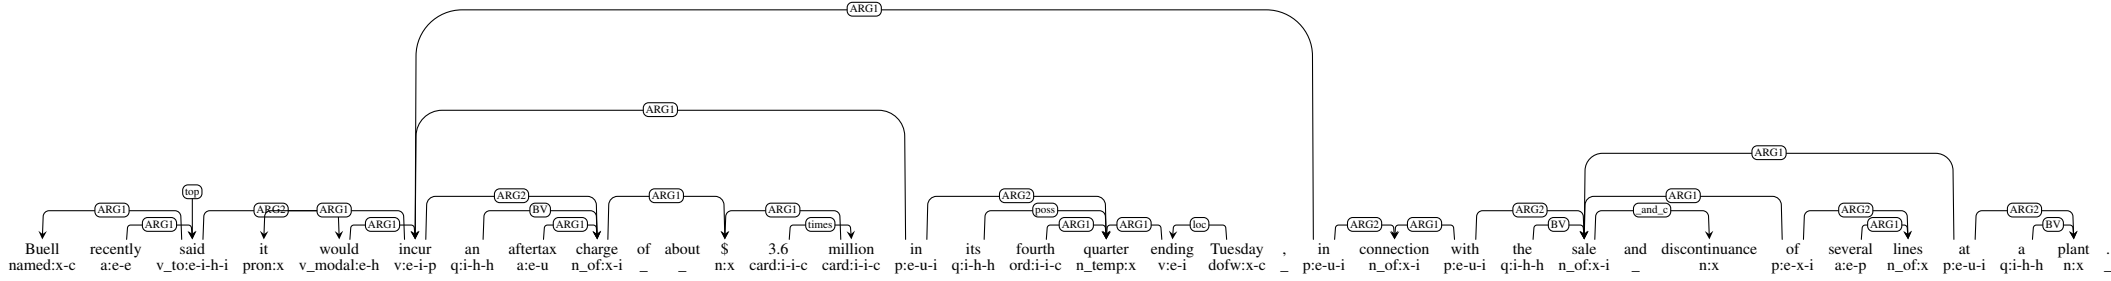 ARG1
ARG1
ARG1
top ARG2 ARG1 ARG2 ARG1
ARG1 ARG2 ARG1 BV ARG1 poss _and_c ARG2 ARG2 ARG2
ARG1 ARG1 ARG1 times ARG1 ARG1 loc ARG2 ARG1 BV ARG1 BV
Buell recently said it would incur an aftertax charge of about $ 3.6 million in its fourth quarter ending Tuesday , in connection with the sale and discontinuance of several lines at a plant .
named:x-c a:e-e v_to:e-i-h-i pron:x v_modal:e-h v:e-i-p q:i-h-h a:e-u n_of:x-i _ _ n:x card:i-i-c card:i-i-c p:e-u-i q:i-h-h ord:i-i-c n_temp:x v:e-i dofw:x-c _ p:e-u-i n_of:x-i p:e-u-i q:i-h-h n_of:x-i _ n:x p:e-x-i a:e-p n_of:x p:e-u-i q:i-h-h n:x _